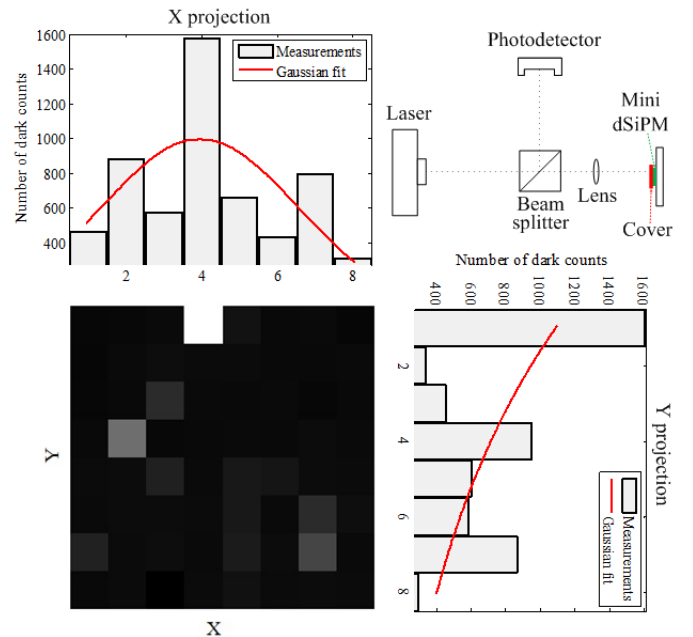 X projection
Number of dark counts
1600
1400
1200
1000
800
600
400
2
4
6
8
Measurements
Gaussian fit
Photodetector
Laser
Mini
dSiPM
Beam
splitter
Lens
Cover
Number of dark counts
400
600
800
1000
1200
1400
1600
2
4
6
8
Y projection
Measurements
Gaussian fit
Y
X